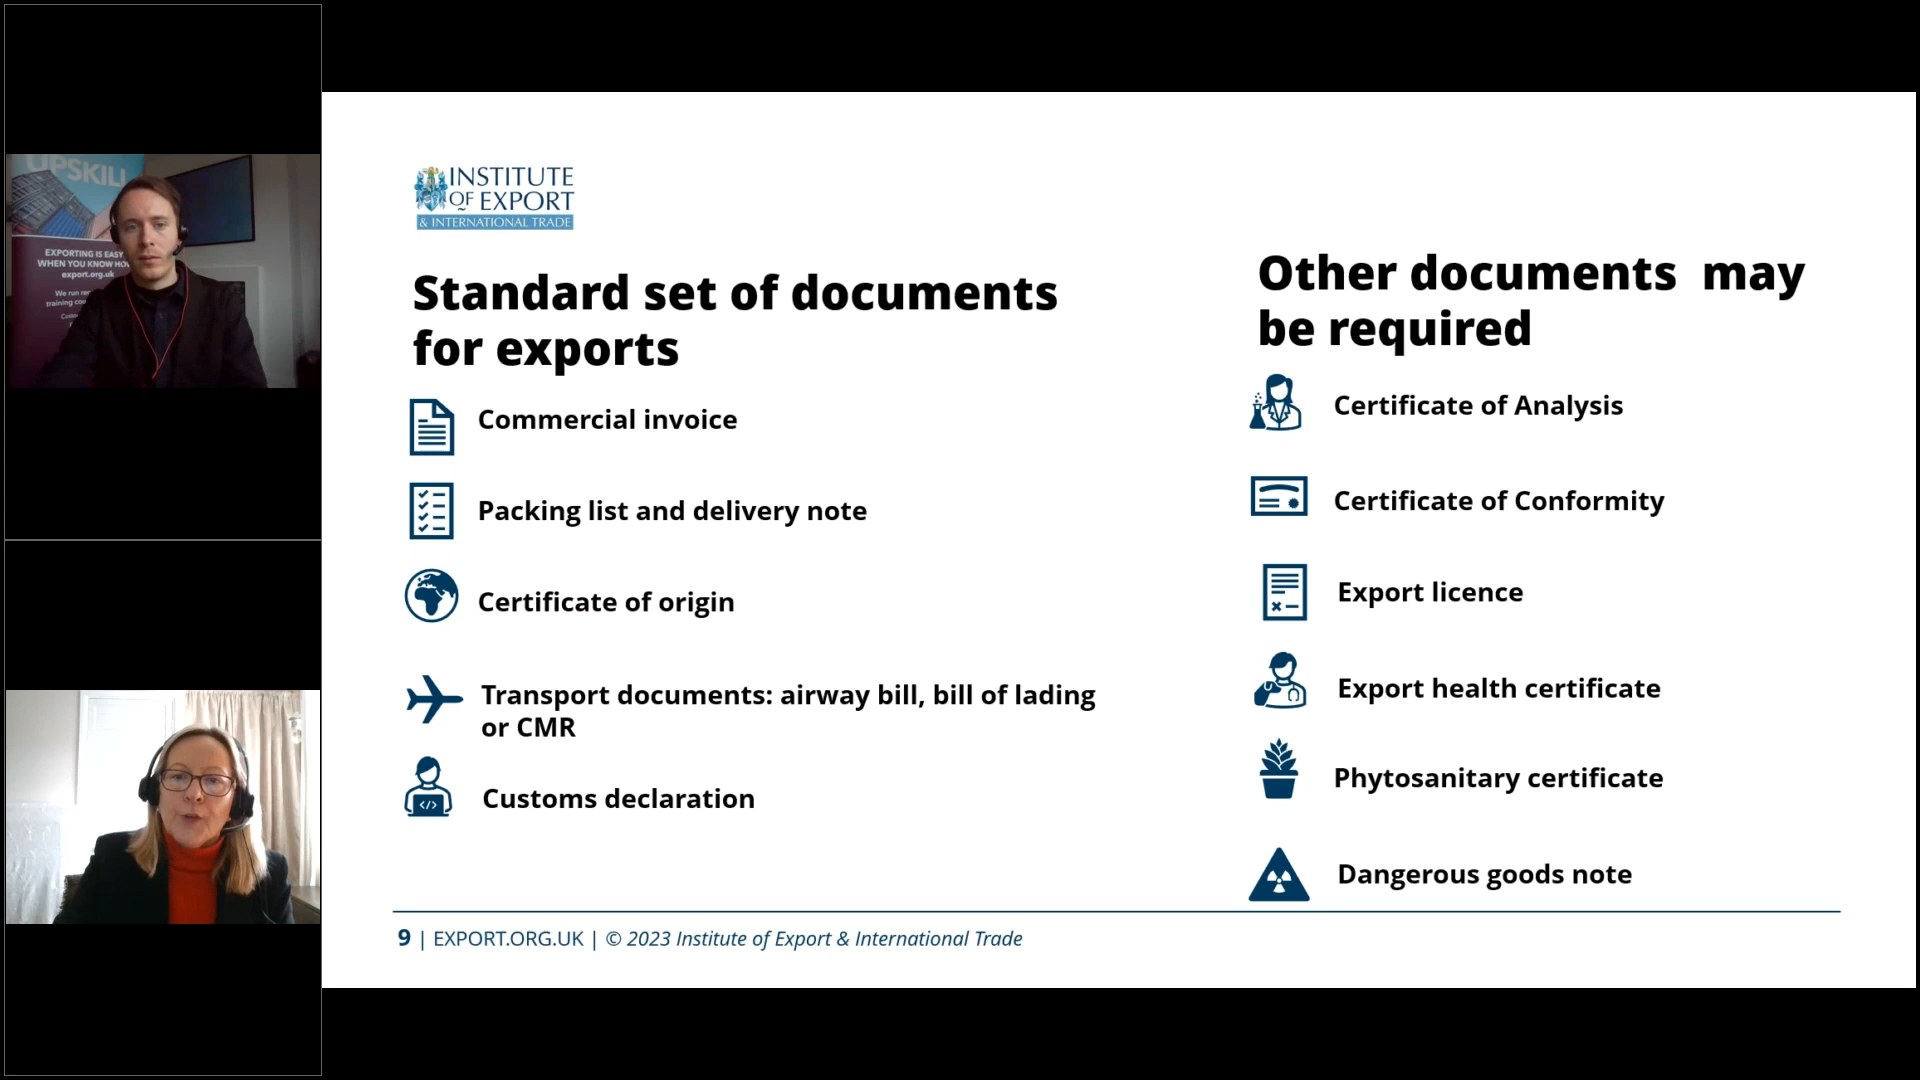 UPSKILL
EXPORTING IS EASY
WHEN YOU KNOW HOW
export.org.uk
We run
training
INSTITUTE
OF EXPORT
& INTERNATIONAL TRADE
Standard set of documents
for exports
Commercial invoice
Packing list and delivery note
Certificate of origin
Transport documents: airway bill, bill of lading
or CMR
Customs declaration
Other documents may
be required
Certificate of Analysis
Certificate of Conformity
Export licence
Export health certificate
Phytosanitary certificate
Dangerous goods note
9 | EXPORT.ORG.UK | © 2023 Institute of Export & International Trade